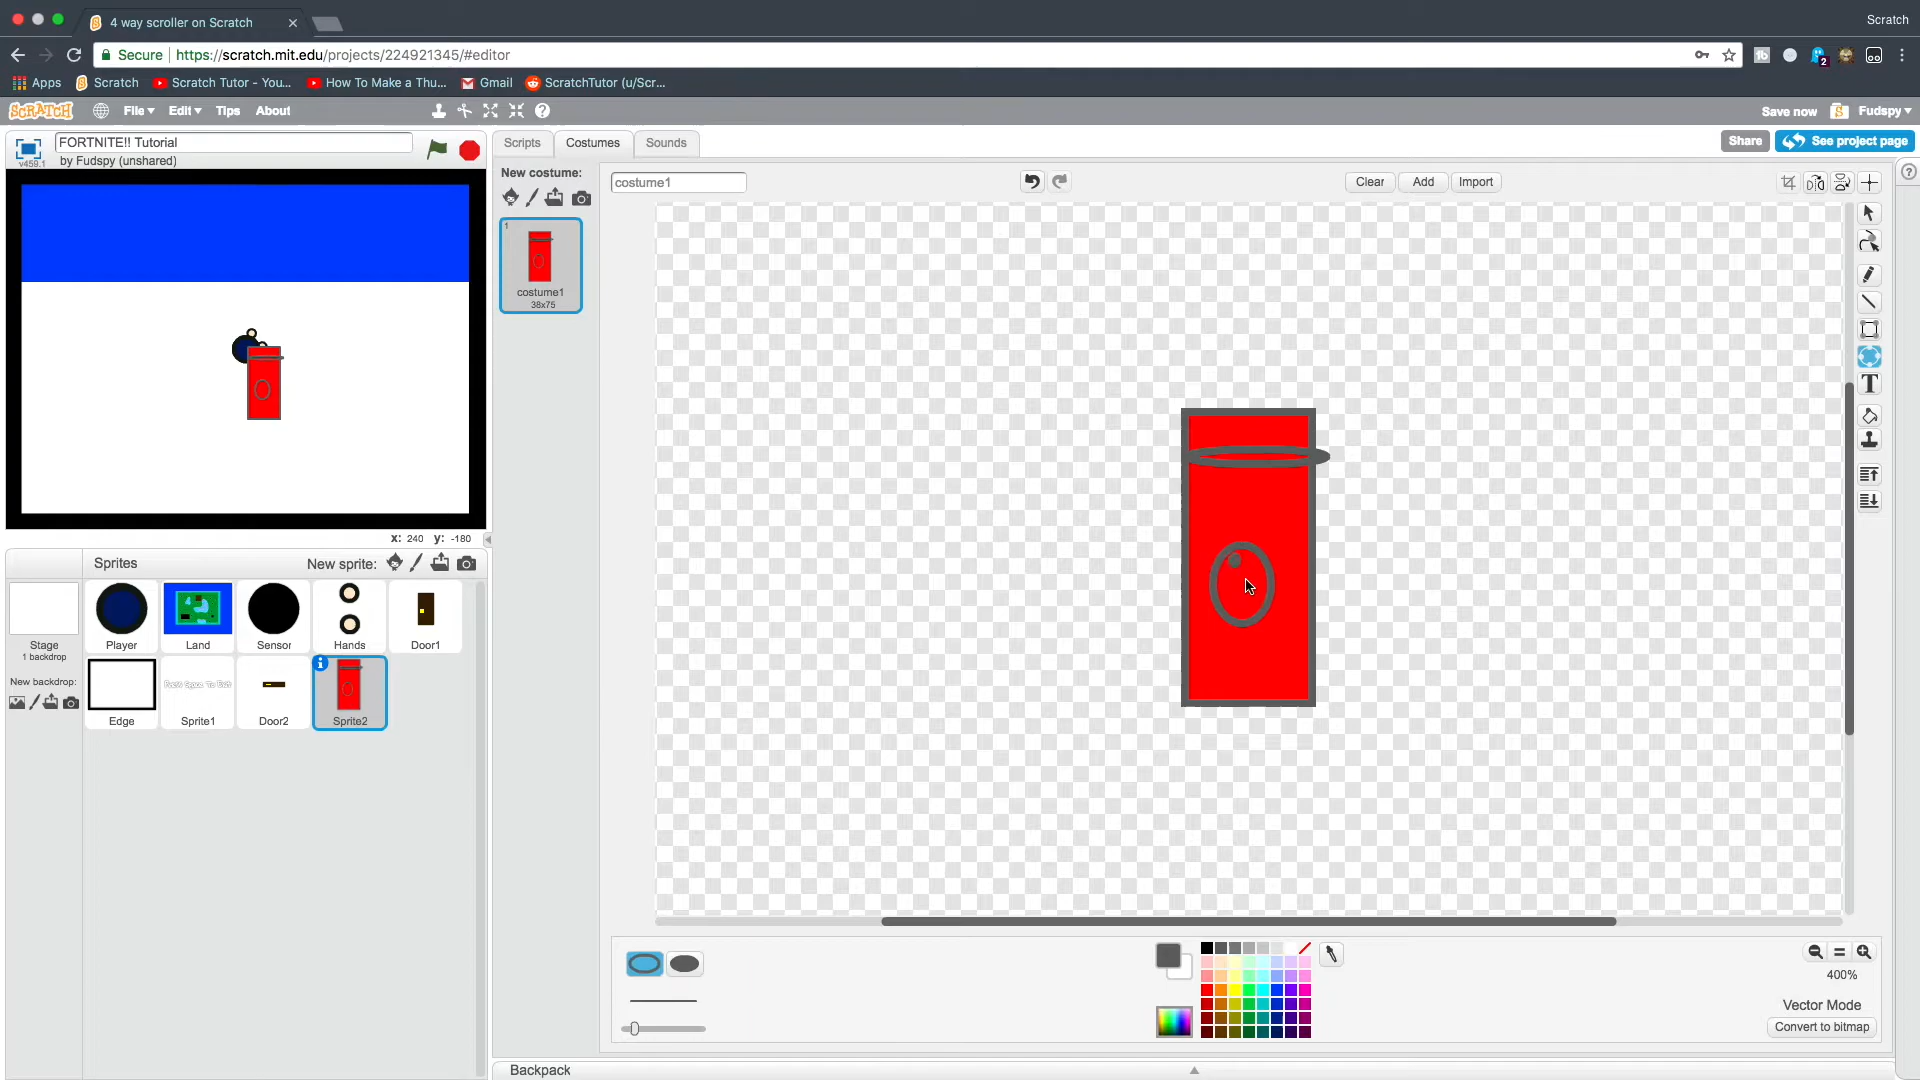 Scratch
4 way scroller on Scratch
Secure https://scratch.mit.edu/projects/224921345/#editor
2
Apps Scratch Scratch Tutor - You... How To Make a Thu... Gmail ScratchTutor (u/Scr...
SCRATCH File Edit Tips About Save now Fudspy
FORTNITE!! Tutorial
v459.1 by Fudspy (unshared)
Scripts Costumes Sounds Share See project page
New costume:
costume1 Clear Add Import
1
costume1
38x75
T
x: 240 y: -180
Sprites New sprite:
Stage
1 backdrop
New backdrop:
Player Land Sensor Hands Door1
Edge Sprite1 Door2 Sprite2
400%
Vector Mode
Convert to bitmap
Backpack